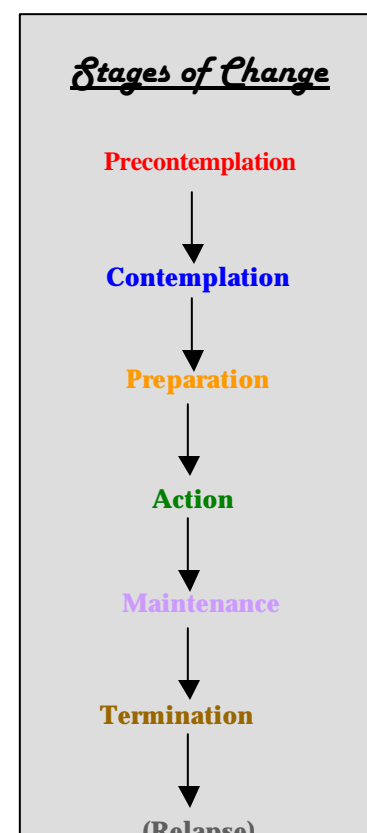 Stages of Change
Precontemplation
Contemplation
Preparation
Action
Maintenance
Termination
(Relapse)